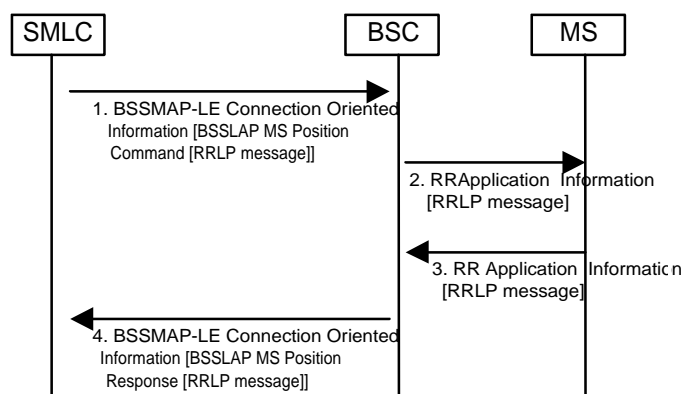 SMLC BSC MS
1. BSSMAP-LE Connection Oriented
Information [BSSLAP MS Position
Command [RRLP message]]
2. RRApplication Information
[RRLP message]
3. RR Application Information
[RRLP message]
4. BSSMAP-LE Connection Oriented
Information [BSSLAP MS Position
Response [RRLP message]]